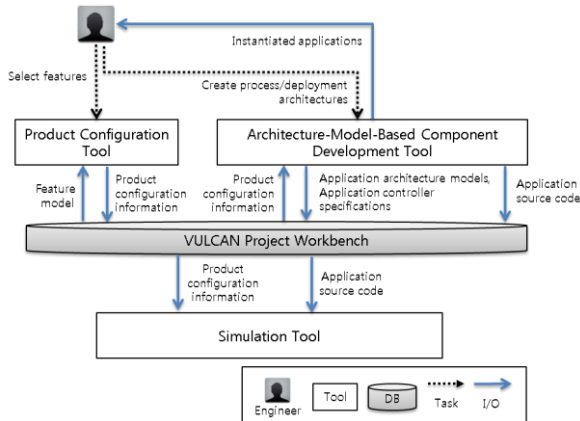 Instantiated applications
Select features
Create process/deployment
architectures
Product Configuration
Tool
Architecture-Model-Based Component
Development Tool
Feature
model
Product
configuration
information
Product
configuration
information
Application architecture models,
Application controller
specifications
Application
source code
VULCAN Project Workbench
Product
configuration
information
Application
source code
Simulation Tool
Engineer
Tool
DB
Task
I/O